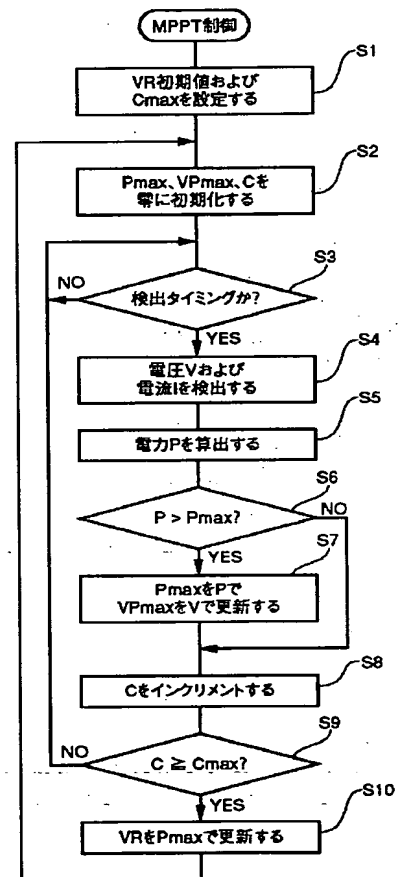 MPPT制御
S1
VR初期値および
Cmaxを設定する
S2
Pmax、VPmax、Cを
零に初期化する
S3
NO
検出タイミングか?
YES
S4
電圧Vおよび
電流Iを検出する
S5
電力Pを算出する
S6
P > Pmax?
NO
YES
S7
PmaxをPで
VPmaxをVで更新する
S8
Cをインクリメントする
S9
NO
C ≧ Cmax?
YES
S10
VRをPmaxで更新する